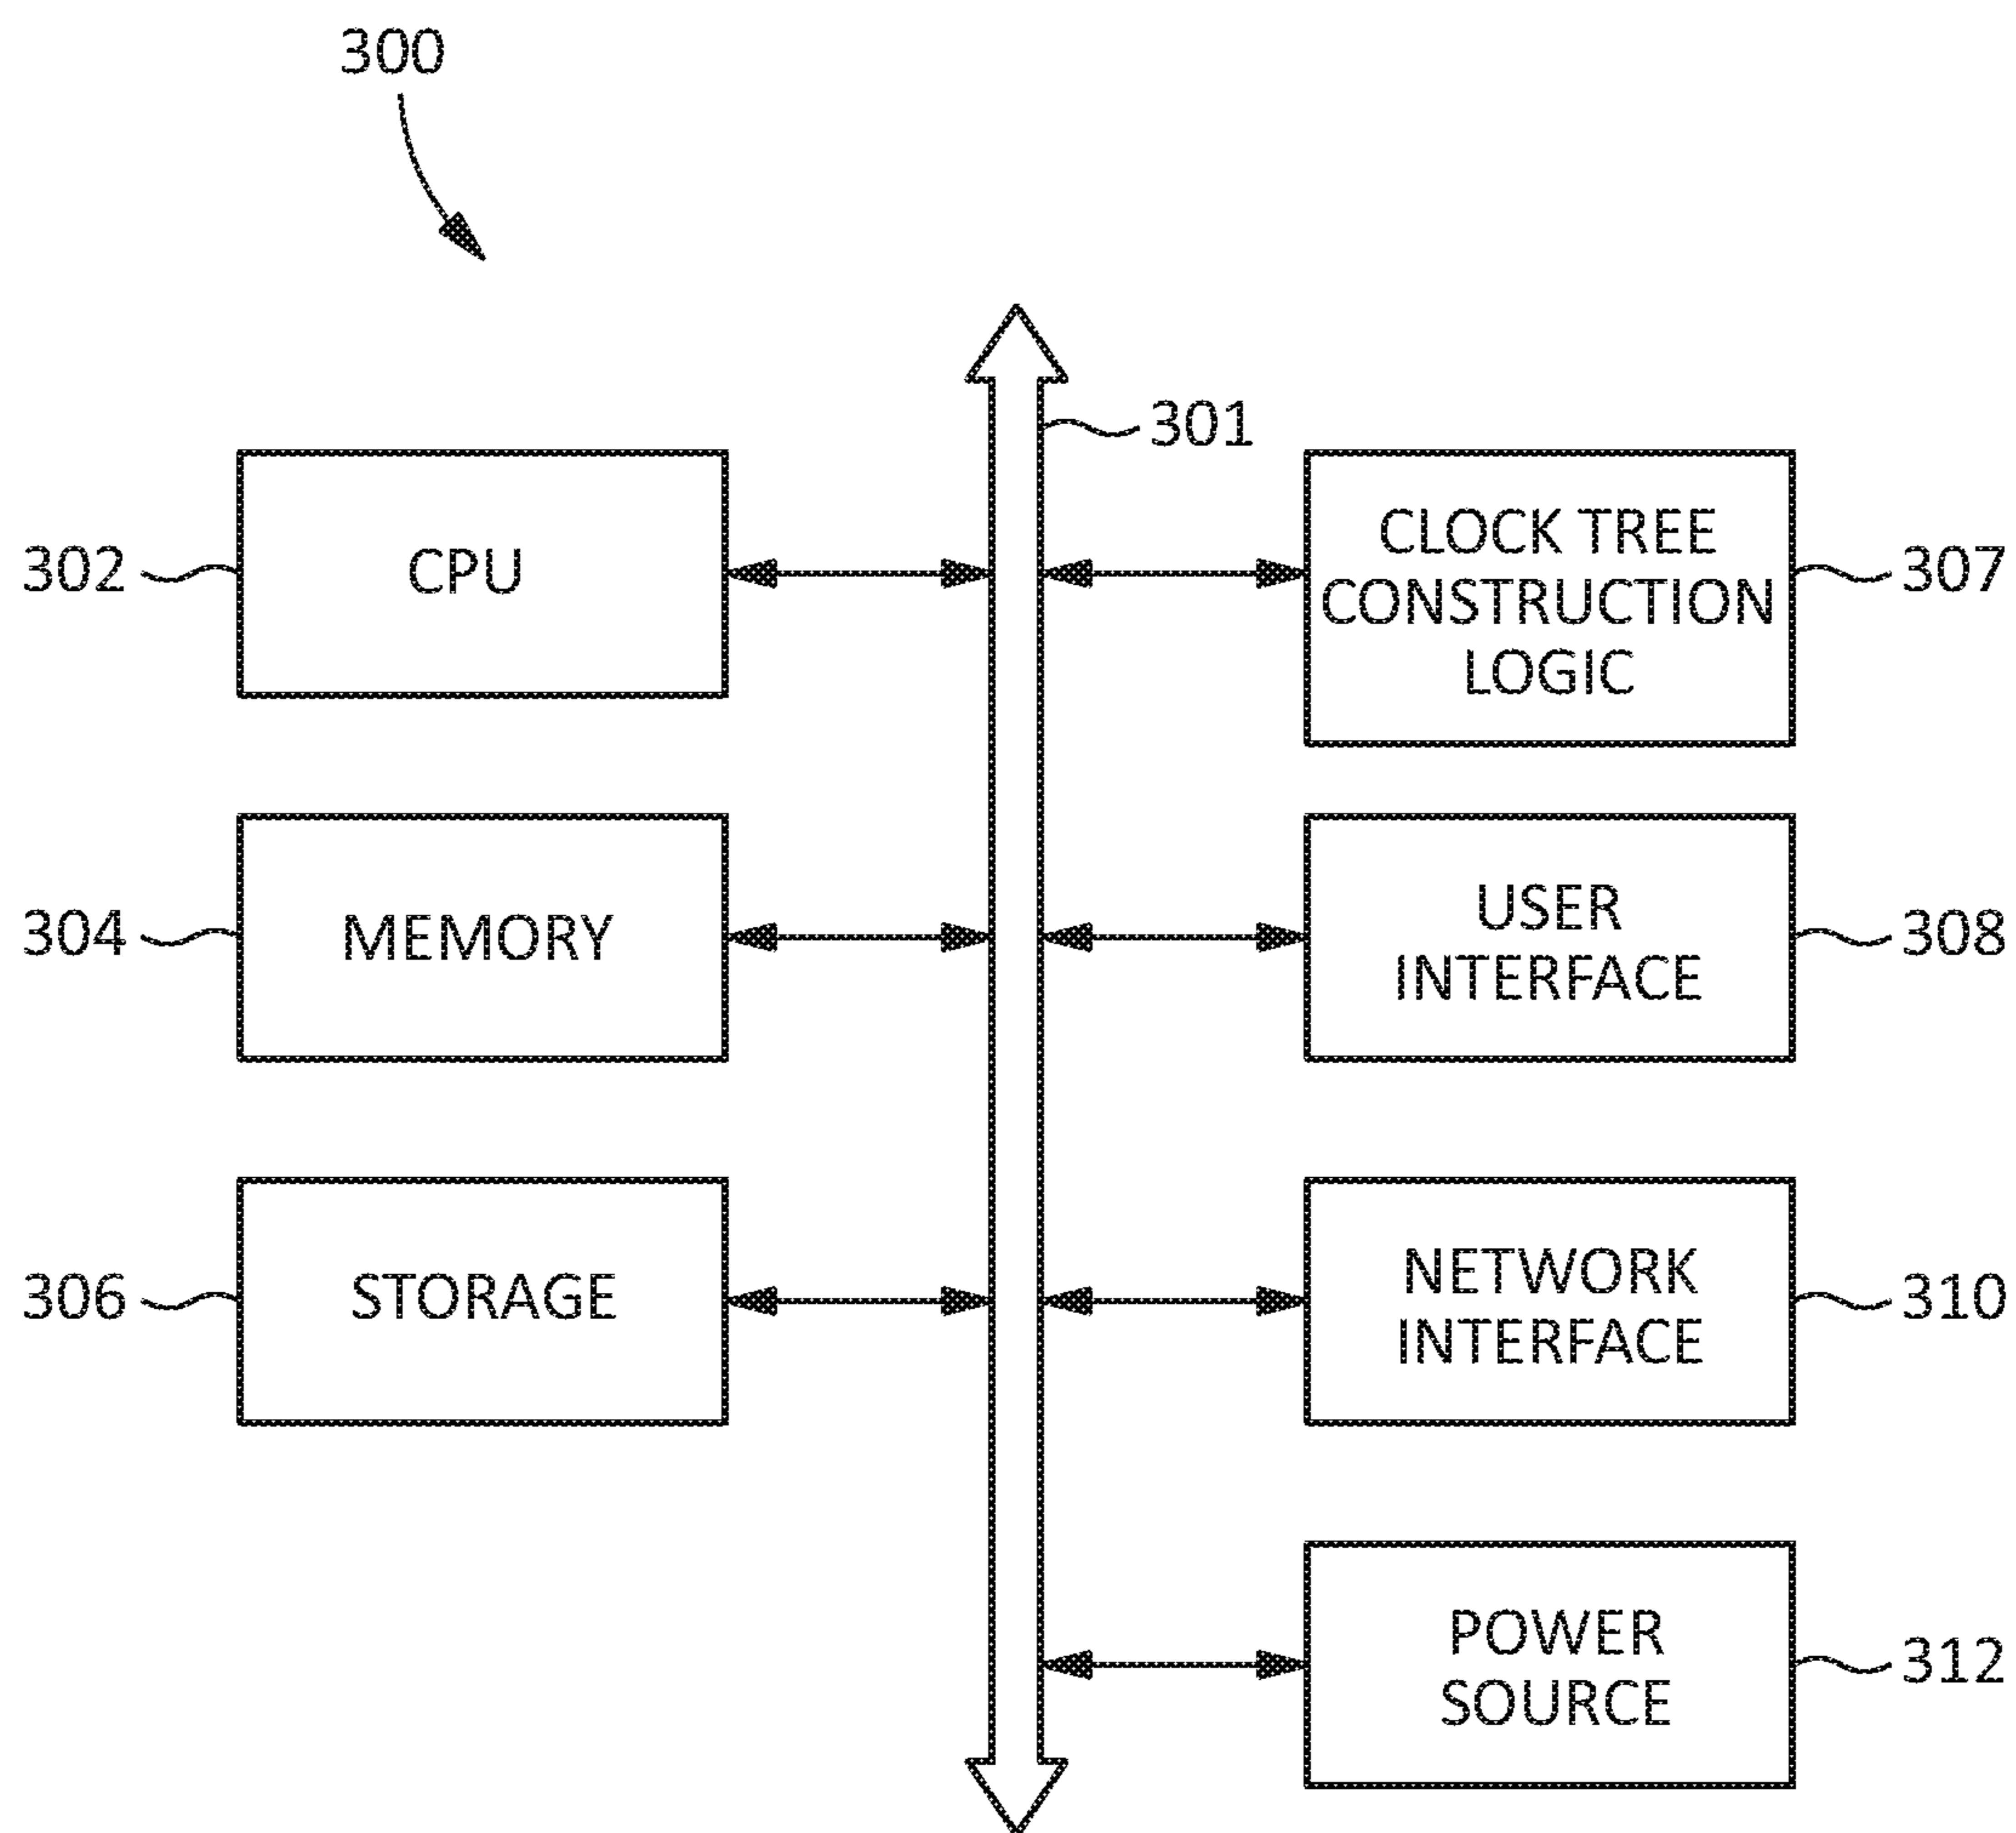 300
301
302
CPU
CLOCK TREE
CONSTRUCTION
LOGIC
307
304
MEMORY
USER
INTERFACE
308
306
STORAGE
NETWORK
INTERFACE
310
POWER
SOURCE
312